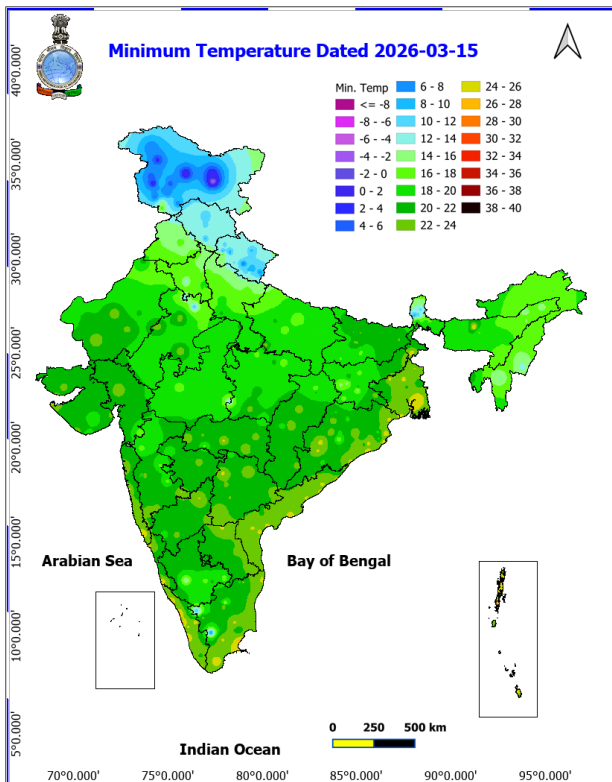 Minimum Temperature Dated 2026-03-15
Min. Temp
<= -8
-8 - -6
-6 - -4
-4 - -2
-2 - 0
0 - 2
2 - 4
4 - 6
6 - 8
8 - 10
10 - 12
12 - 14
14 - 16
16 - 18
18 - 20
20 - 22
22 - 24
24 - 26
26 - 28
28 - 30
30 - 32
32 - 34
34 - 36
36 - 38
38 - 40
40°0.000'
35°0.000'
30°0.000'
25°0.000'
20°0.000'
15°0.000'
10°0.000'
5°0.000'
Arabian Sea
Bay of Bengal
0 250 500 km
Indian Ocean
70°0.000' 75°0.000' 80°0.000' 85°0.000' 90°0.000' 95°0.000'